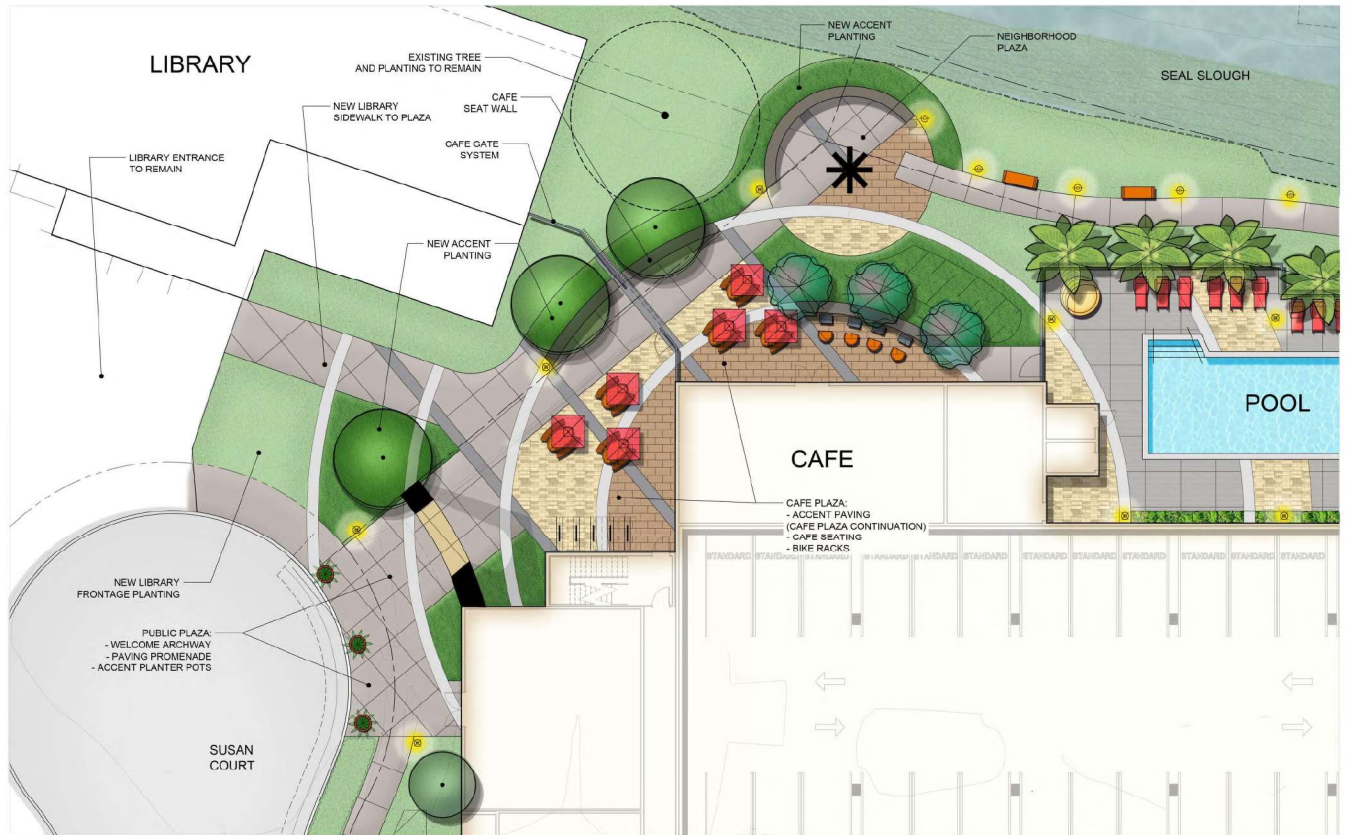 LIBRARY
EXISTING TREE
AND PLANTING TO REMAIN
NEW ACCENT
PLANTING
NEIGHBORHOOD
PLAZA
SEAL SLOUGH
CAFE
SEAT WALL
NEW LIBRARY
SIDEWALK TO PLAZA
CAFE GATE
SYSTEM
LIBRARY ENTRANCE
TO REMAIN
NEW ACCENT
PLANTING
POOL
CAFE
CAFE PLAZA:
- ACCENT PAVING
(CAFE PLAZA CONTINUATION)
- CAFE SEATING
- BIKE RACKS
STANDARD
STANDARD
STANDARD
STANDARD
STANDARD
STANDARD
STANDARD
STANDARD
STANDARD
STANDARD
STANDARD
STANDARD
NEW LIBRARY
FRONTAGE PLANTING
PUBLIC PLAZA:
- WELCOME ARCHWAY
- PAVING PROMENADE
- ACCENT PLANTER POTS
SUSAN
COURT